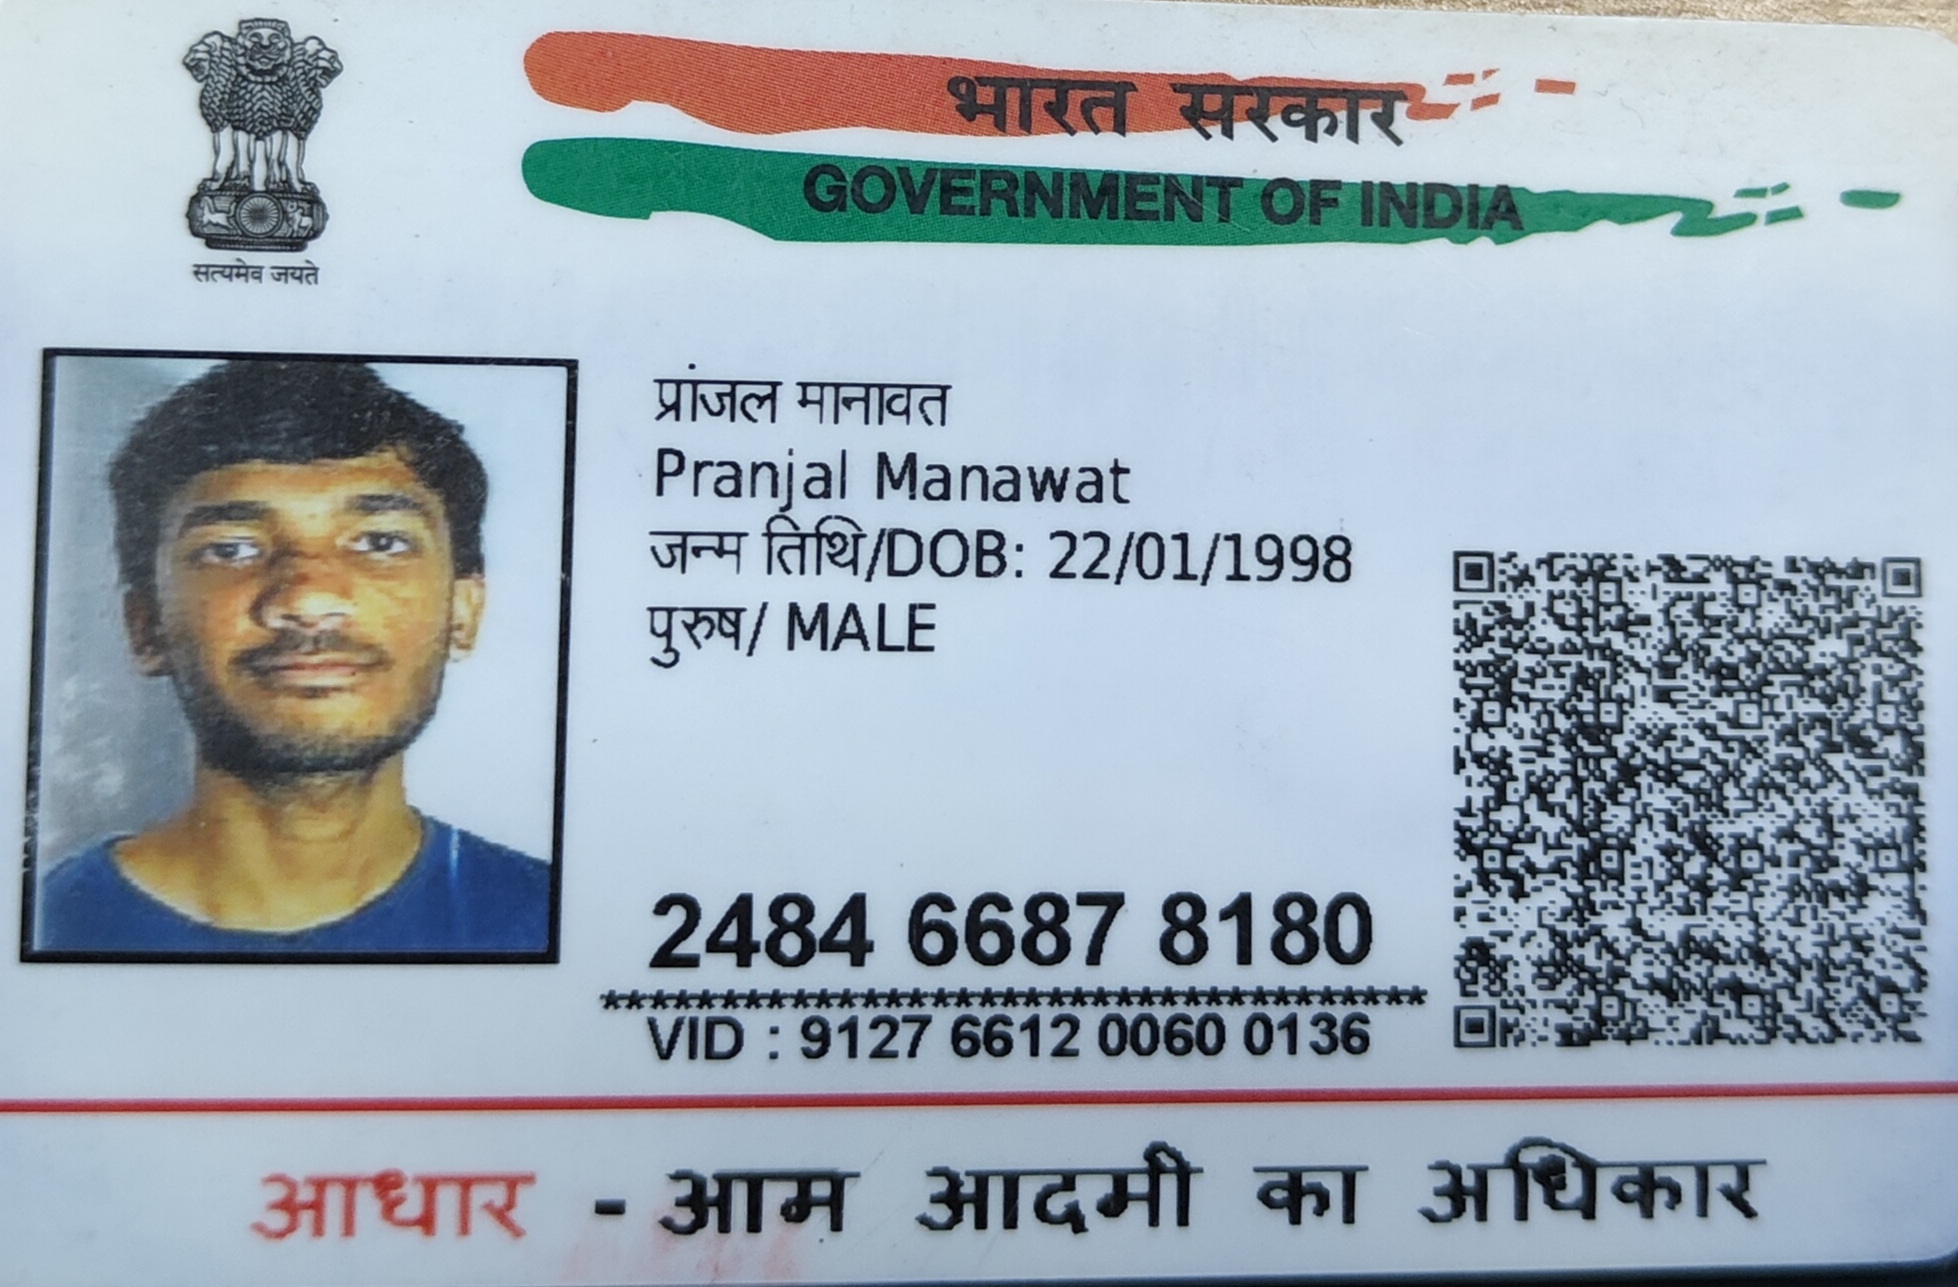 भारत सरकार
GOVERNMENT OF INDIA
सत्यमेव जयते
प्रांजल मानावत
Pranjal Manawat
जन्म तिथि/DOB: 22/01/1998
पुरुष/ MALE
2484 6687 8180
****************************************
VID : 9127 6612 0060 0136
आधार - आम आदमी का अधिकार